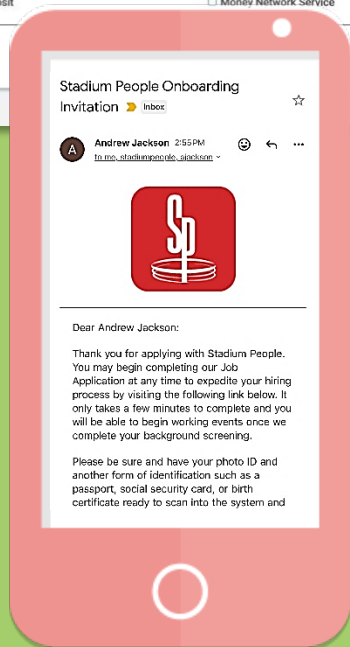 osit
Money Network Service
Stadium People Onboarding
Invitation Inbox
Andrew Jackson 2:55PM
A
to me, stadiumpeople, ajackson
Sp
Dear Andrew Jackson:
Thank you for applying with Stadium People.
You may begin completing our Job
Application at any time to expedite your hiring
process by visiting the following link below. It
only takes a few minutes to complete and you
will be able to begin working events once we
complete your background screening.
Please be sure and have your photo ID and
another form of identification such as a
passport, social security card, or birth
certificate ready to scan into the system and